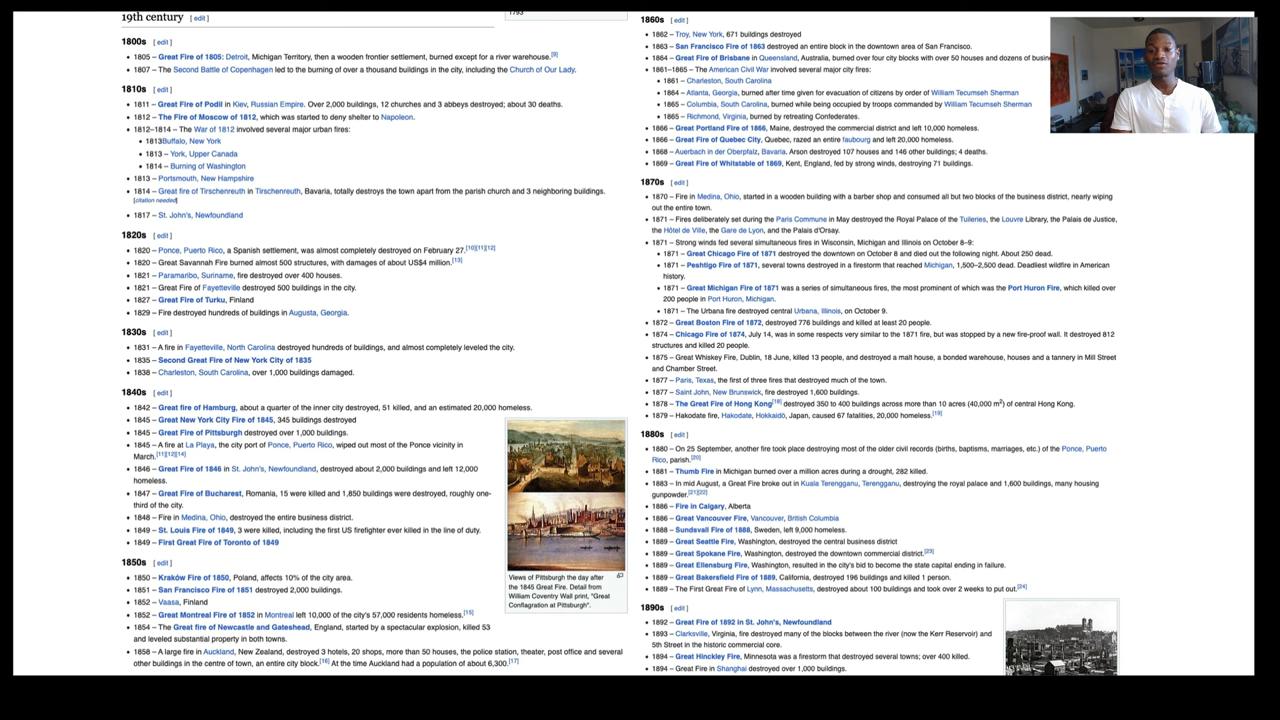 19th century [ edit ]
1800s [ edit ]
• 1805 – Great Fire of 1805: Detroit, Michigan Territory, then a wooden frontier settlement, burned except for a river warehouse.[9]
• 1807 – The Second Battle of Copenhagen led to the burning of over a thousand buildings in the city, including the Church of Our Lady.
1810s [ edit ]
• 1811 – Great Fire of Podil in Kiev, Russian Empire. Over 2,000 buildings, 12 churches and 3 abbeys destroyed; about 30 deaths.
• 1812 – The Fire of Moscow of 1812, which was started to deny shelter to Napoleon.
• 1812–1814 – The War of 1812 involved several major urban fires:
• 1813Buffalo, New York
• 1813 – York, Upper Canada
• 1814 – Burning of Washington
• 1813 – Portsmouth, New Hampshire
• 1814 – Great fire of Tirschenreuth in Tirschenreuth, Bavaria, totally destroys the town apart from the parish church and 3 neighboring buildings.
[citation needed]
• 1817 – St. John's, Newfoundland
1820s [ edit ]
• 1820 – Ponce, Puerto Rico, a Spanish settlement, was almost completely destroyed on February 27.[10][11][12]
• 1820 – Great Savannah Fire burned almost 500 structures, with damages of about US$4 million.[13]
• 1821 – Paramaribo, Suriname, fire destroyed over 400 houses.
• 1821 – Great Fire of Fayetteville destroyed 500 buildings in the city.
• 1827 – Great Fire of Turku, Finland
• 1829 – Fire destroyed hundreds of buildings in Augusta, Georgia.
1830s [ edit ]
• 1831 – A fire in Fayetteville, North Carolina destroyed hundreds of buildings, and almost completely leveled the city.
• 1835 – Second Great Fire of New York City of 1835
• 1838 – Charleston, South Carolina, over 1,000 buildings damaged.
1840s [ edit ]
• 1842 – Great fire of Hamburg, about a quarter of the inner city destroyed, 51 killed, and an estimated 20,000 homeless.
• 1845 – Great New York City Fire of 1845, 345 buildings destroyed
• 1845 – Great Fire of Pittsburgh destroyed over 1,000 buildings.
• 1845 – A fire at La Playa, the city port of Ponce, Puerto Rico, wiped out most of the Ponce vicinity in
March.[11][12][14]
• 1846 – Great Fire of 1846 in St. John's, Newfoundland, destroyed about 2,000 buildings and left 12,000
homeless.
• 1847 – Great Fire of Bucharest, Romania, 15 were killed and 1,850 buildings were destroyed, roughly one-
third of the city.
• 1848 – Fire in Medina, Ohio, destroyed the entire business district.
• 1849 – St. Louis Fire of 1849, 3 were killed, including the first US firefighter ever killed in the line of duty.
• 1849 – First Great Fire of Toronto of 1849
Views of Pittsburgh the day after
the 1845 Great Fire. Detail from
William Coventry Wall print, "Great
Conflagration at Pittsburgh".
1850s [ edit ]
• 1850 – Kraków Fire of 1850, Poland, affects 10% of the city area.
• 1851 – San Francisco Fire of 1851 destroyed 2,000 buildings.
• 1852 – Vaasa, Finland
• 1852 – Great Montreal Fire of 1852 in Montreal left 10,000 of the city's 57,000 residents homeless.[15]
• 1854 – The great fire of Newcastle and Gateshead, England, started by a spectacular explosion, killed 53
and leveled substantial property in both towns.
• 1858 – A large fire in Auckland, New Zealand, destroyed 3 hotels, 20 shops, more than 50 houses, the police station, theater, post office and several
other buildings in the centre of town, an entire city block.[16] At the time Auckland had a population of about 6,300.[17]
1860s [ edit ]
• 1862 – Troy, New York, 671 buildings destroyed
• 1863 – San Francisco Fire of 1863 destroyed an entire block in the downtown area of San Francisco.
• 1864 – Great Fire of Brisbane in Queensland, Australia, burned over four city blocks with over 50 houses and dozens of
• 1861–1865 – The American Civil War involved several major city fires:
• 1861 – Charleston, South Carolina
• 1864 – Atlanta, Georgia, burned after time given for evacuation of citizens by order of William Tecumseh Sherman
• 1865 – Columbia, South Carolina, burned while being occupied by troops commanded by William Tecumseh Sherman
• 1865 – Richmond, Virginia, burned by retreating Confederates.
• 1866 – Great Portland Fire of 1866, Maine, destroyed the commercial district and left 10,000 homeless.
• 1866 – Great Fire of Quebec City, Quebec, razed an entire faubourg and left 20,000 homeless.
• 1868 – Auerbach in der Oberpfalz, Bavaria. Arson destroyed 107 houses and 146 other buildings; 4 deaths.
• 1869 – Great Fire of Whitstable of 1869, Kent, England, fed by strong winds, destroying 71 buildings.
1870s [ edit ]
• 1870 – Fire in Medina, Ohio, started in a wooden building with a barber shop and consumed all but two blocks of the business district, nearly wiping
out the entire town.
• 1871 – Fires deliberately set during the Paris Commune in May destroyed the Royal Palace of the Tuileries, the Louvre Library, the Palais de Justice,
the Hôtel de Ville, the Gare de Lyon, and the Palais d'Orsay.
• 1871 – Strong winds fed several simultaneous fires in Wisconsin, Michigan and Illinois on October 8–9:
• 1871 – Great Chicago Fire of 1871 destroyed the downtown on October 8 and died out the following night. About 250 dead.
• 1871 – Peshtigo Fire of 1871, several towns destroyed in a firestorm that reached Michigan, 1,500–2,500 dead. Deadliest wildfire in American
history.
• 1871 – Great Michigan Fire of 1871 was a series of simultaneous fires, the most prominent of which was the Port Huron Fire, which killed over
200 people in Port Huron, Michigan.
• 1871 – The Urbana fire destroyed central Urbana, Illinois, on October 9.
• 1872 – Great Boston Fire of 1872, destroyed 776 buildings and killed at least 20 people.
• 1874 – Chicago Fire of 1874, July 14, was in some respects very similar to the 1871 fire, but was stopped by a new fire-proof wall. It destroyed 812
structures and killed 20 people.
• 1875 – Great Whiskey Fire, Dublin, 18 June, killed 13 people, and destroyed a malt house, a bonded warehouse, houses and a tannery in Mill Street
and Chamber Street.
• 1877 – Paris, Texas, the first of three fires that destroyed much of the town.
• 1877 – Saint John, New Brunswick, fire destroyed 1,600 buildings.
• 1878 – The Great Fire of Hong Kong[18] destroyed 350 to 400 buildings across more than 10 acres (40,000 m2) of central Hong Kong.
• 1879 – Hakodate fire, Hakodate, Hokkaidō, Japan, caused 67 fatalities, 20,000 homeless.[19]
1880s [ edit ]
• 1880 – On 25 September, another fire took place destroying most of the older civil records (births, baptisms, marriages, etc.) of the Ponce, Puerto
Rico, parish.[20]
• 1881 – Thumb Fire in Michigan burned over a million acres during a drought, 282 killed.
• 1883 – In mid August, a Great Fire broke out in Kuala Terengganu, Terengganu, destroying the royal palace and 1,600 buildings, many housing
gunpowder.[21][22]
• 1886 – Fire in Calgary, Alberta
• 1886 – Great Vancouver Fire, Vancouver, British Columbia
• 1888 – Sundsvall Fire of 1888, Sweden, left 9,000 homeless.
• 1889 – Great Seattle Fire, Washington, destroyed the central business district
• 1889 – Great Spokane Fire, Washington, destroyed the downtown commercial district.[23]
• 1889 – Great Ellensburg Fire, Washington, resulted in the city's bid to become the state capital ending in failure.
• 1889 – Great Bakersfield Fire of 1889, California, destroyed 196 buildings and killed 1 person.
• 1889 – The First Great Fire of Lynn, Massachusetts, destroyed about 100 buildings and took over 2 weeks to put out.[24]
1890s [ edit ]
• 1892 – Great Fire of 1892 in St. John's, Newfoundland
• 1893 – Clarksville, Virginia, fire destroyed many of the blocks between the river (now the Kerr Reservoir) and
5th Street in the historic commercial core.
• 1894 – Great Hinckley Fire, Minnesota was a firestorm that destroyed several towns; over 400 killed.
• 1894 – Great Fire in Shanghai destroyed over 1,000 buildings.